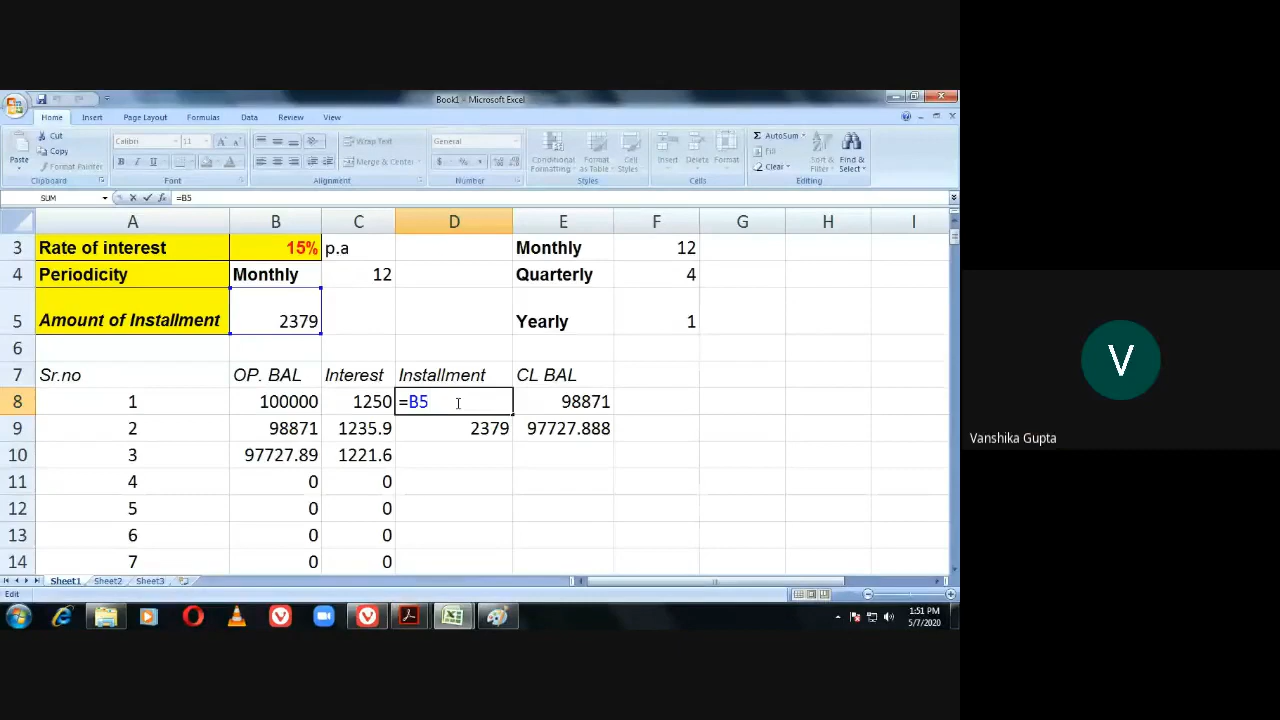 Book1 - Microsoft Excel
Home Insert Page Layout Formulas Data Review View
Cut
Copy
Format Painter
Paste
Calibri 11
Wrap Text
Merge & Center
General
Conditional Formatting
Format as Table
Cell Styles
Insert Delete Format
AutoSum
Fill
Clear
Sort & Filter
Find & Select
Clipboard Font Alignment Number Styles Cells Editing
SUM =B5
A B C D E F G H I
3 Rate of interest 15% p.a Monthly 12
4 Periodicity Monthly 12 Quarterly 4
5 Amount of Installment 2379 Yearly 1
6
7 Sr.no OP. BAL Interest Installment CL BAL
8 1 100000 1250 =B5 98871
9 2 98871 1235.9 2379 97727.888
10 3 97727.89 1221.6
11 4 0 0
12 5 0 0
13 6 0 0
14 7 0 0
Sheet1 Sheet2 Sheet3
Edit
1:51 PM
5/7/2020
V
Vanshika Gupta